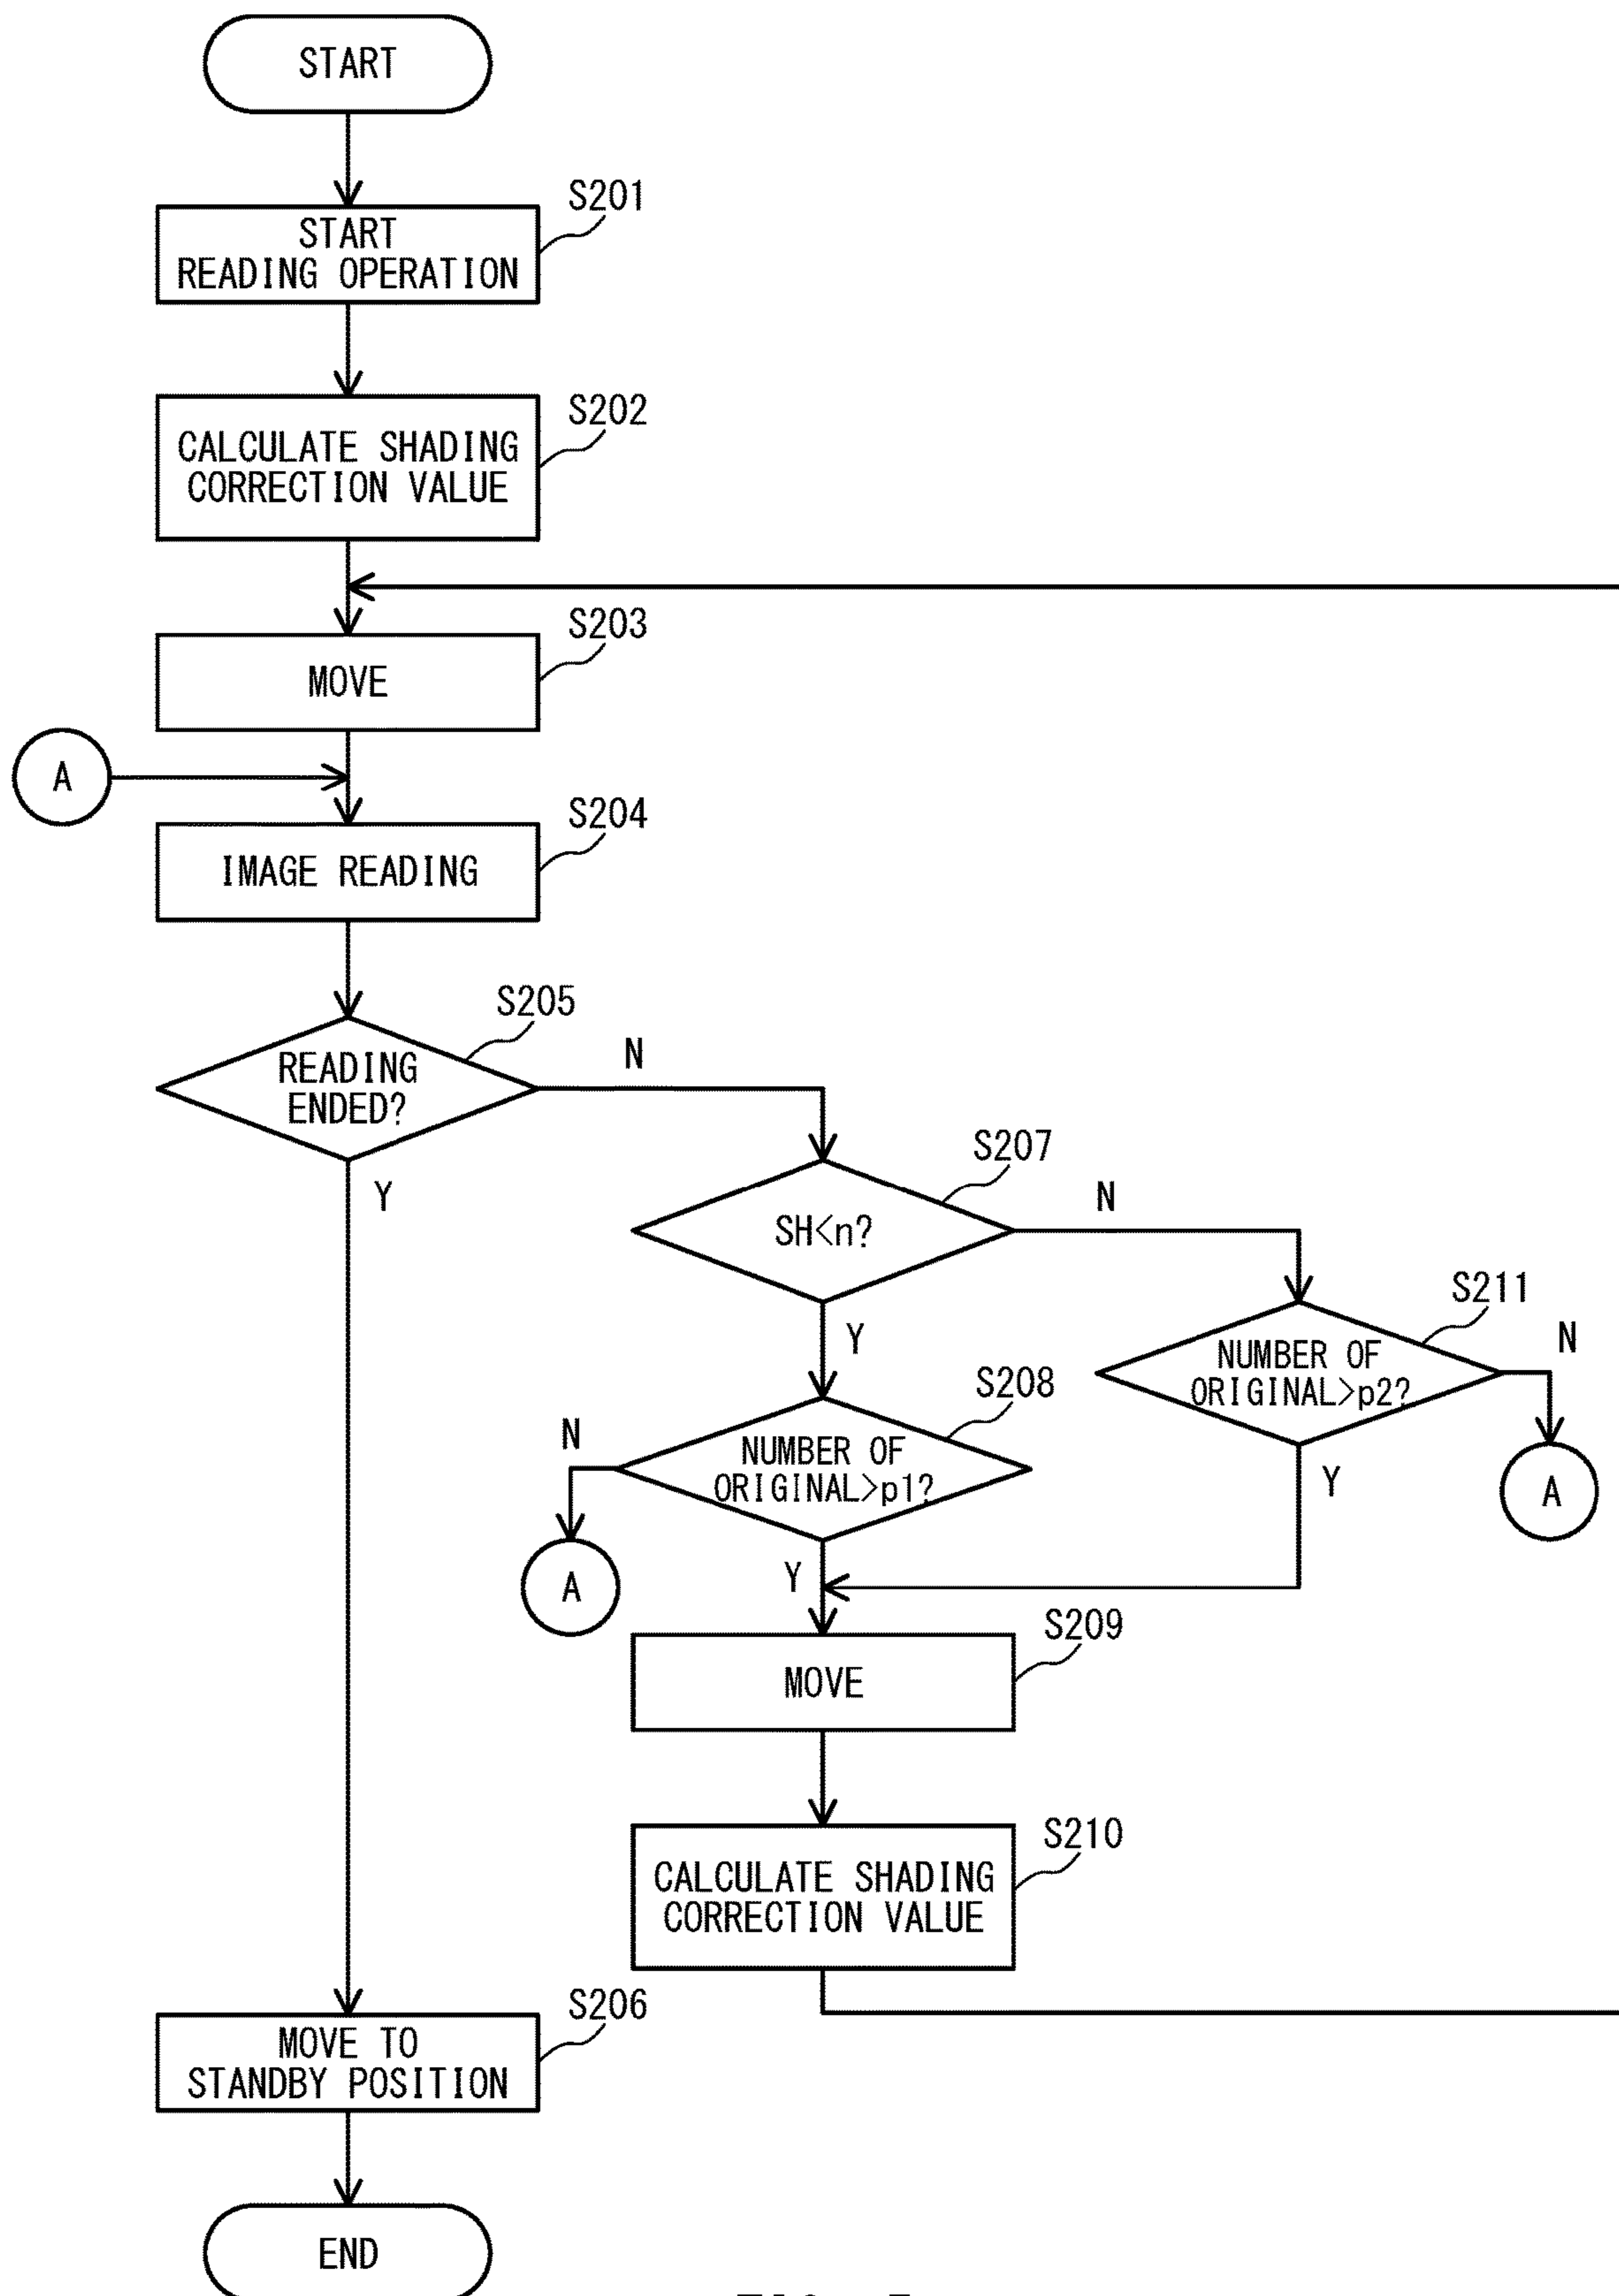 START
S201
START
READING OPERATION
S202
CALCULATE SHADING
CORRECTION VALUE
S203
MOVE
A
S204
IMAGE READING
S205
READING
ENDED?
N
Y
S207
SH<n?
N
Y
S211
NUMBER OF
ORIGINAL>p2?
N
Y
A
S208
NUMBER OF
ORIGINAL>p1?
N
Y
A
S209
MOVE
S210
CALCULATE SHADING
CORRECTION VALUE
S206
MOVE TO
STANDBY POSITION
END